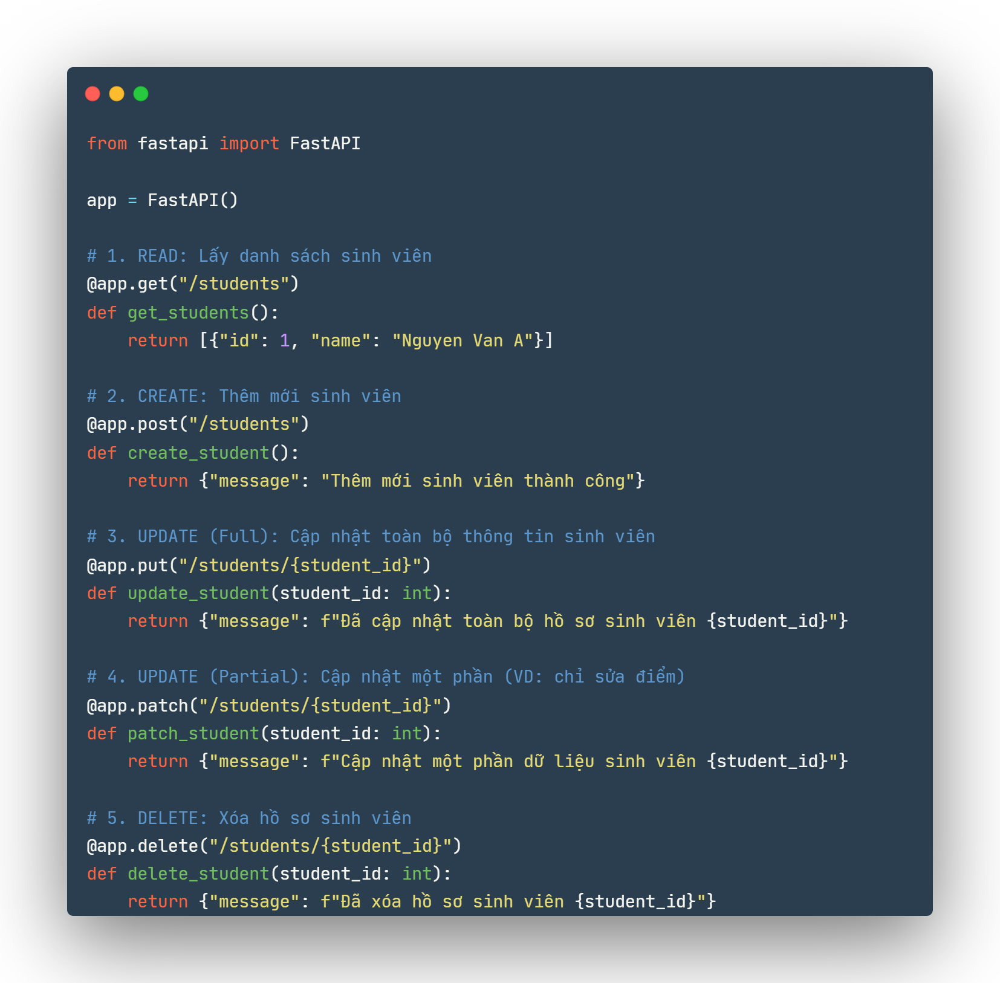 from fastapi import FastAPI
app = FastAPI()
# 1. READ: Lấy danh sách sinh viên
@app.get("/students")
def get_students():
    return [{"id": 1, "name": "Nguyen Van A"}]
# 2. CREATE: Thêm mới sinh viên
@app.post("/students")
def create_student():
    return {"message": "Thêm mới sinh viên thành công"}
# 3. UPDATE (Full): Cập nhật toàn bộ thông tin sinh viên
@app.put("/students/{student_id}")
def update_student(student_id: int):
    return {"message": f"Đã cập nhật toàn bộ hồ sơ sinh viên {student_id}"}
# 4. UPDATE (Partial): Cập nhật một phần (VD: chỉ sửa điểm)
@app.patch("/students/{student_id}")
def patch_student(student_id: int):
    return {"message": f"Cập nhật một phần dữ liệu sinh viên {student_id}"}
# 5. DELETE: Xóa hồ sơ sinh viên
@app.delete("/students/{student_id}")
def delete_student(student_id: int):
    return {"message": f"Đã xóa hồ sơ sinh viên {student_id}"}